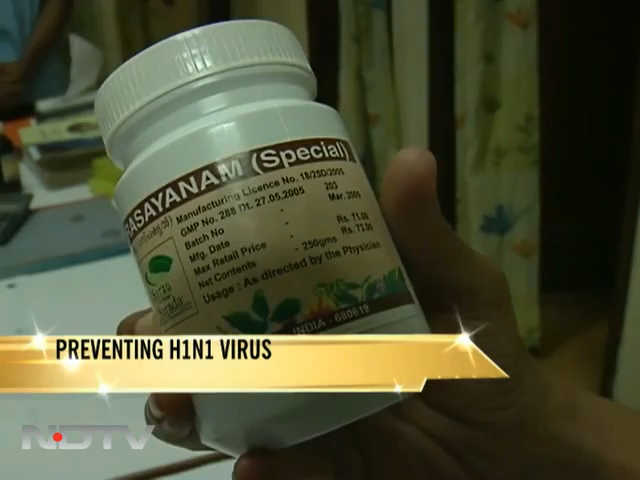 RASAYANAM (Special)
Manufacturing Licence No. 18/25D/2005
GMP No. 288 Dt. 27.05.2005
Batch No - 203
Mfg. Date - Mar. 2009
Max Retail Price - Rs. 71.00
Rs. 73.00
Net Contents - 250gms
Usage : As directed by the Physician
INDIA - 680619
PREVENTING H1N1 VIRUS
NDTV